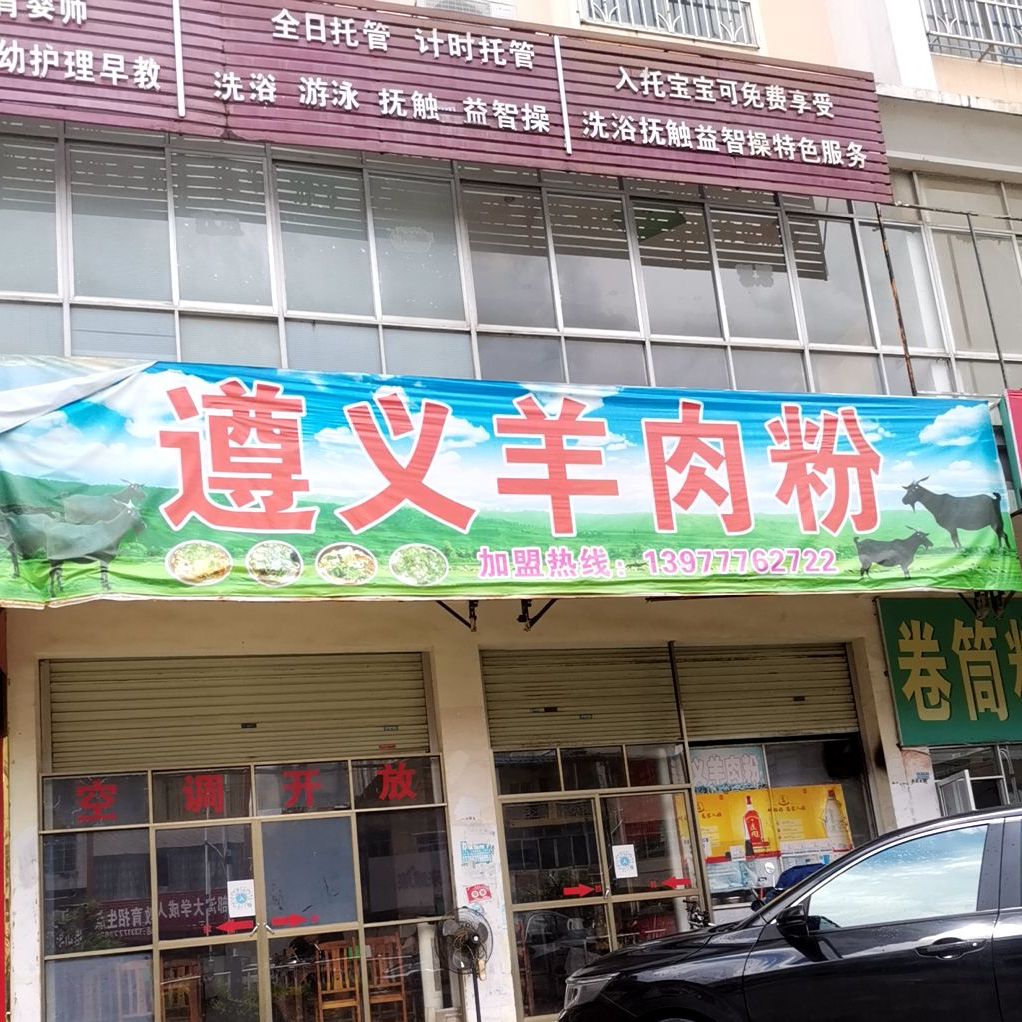 育婴师
幼护理早教
全日托管 计时托管
洗浴 游泳 抚触 益智操
入托宝宝可免费享受
洗浴抚触益智操特色服务
遵义羊肉粉
加盟热线：13977762722
卷筒粉
空调开放
义羊肉粉